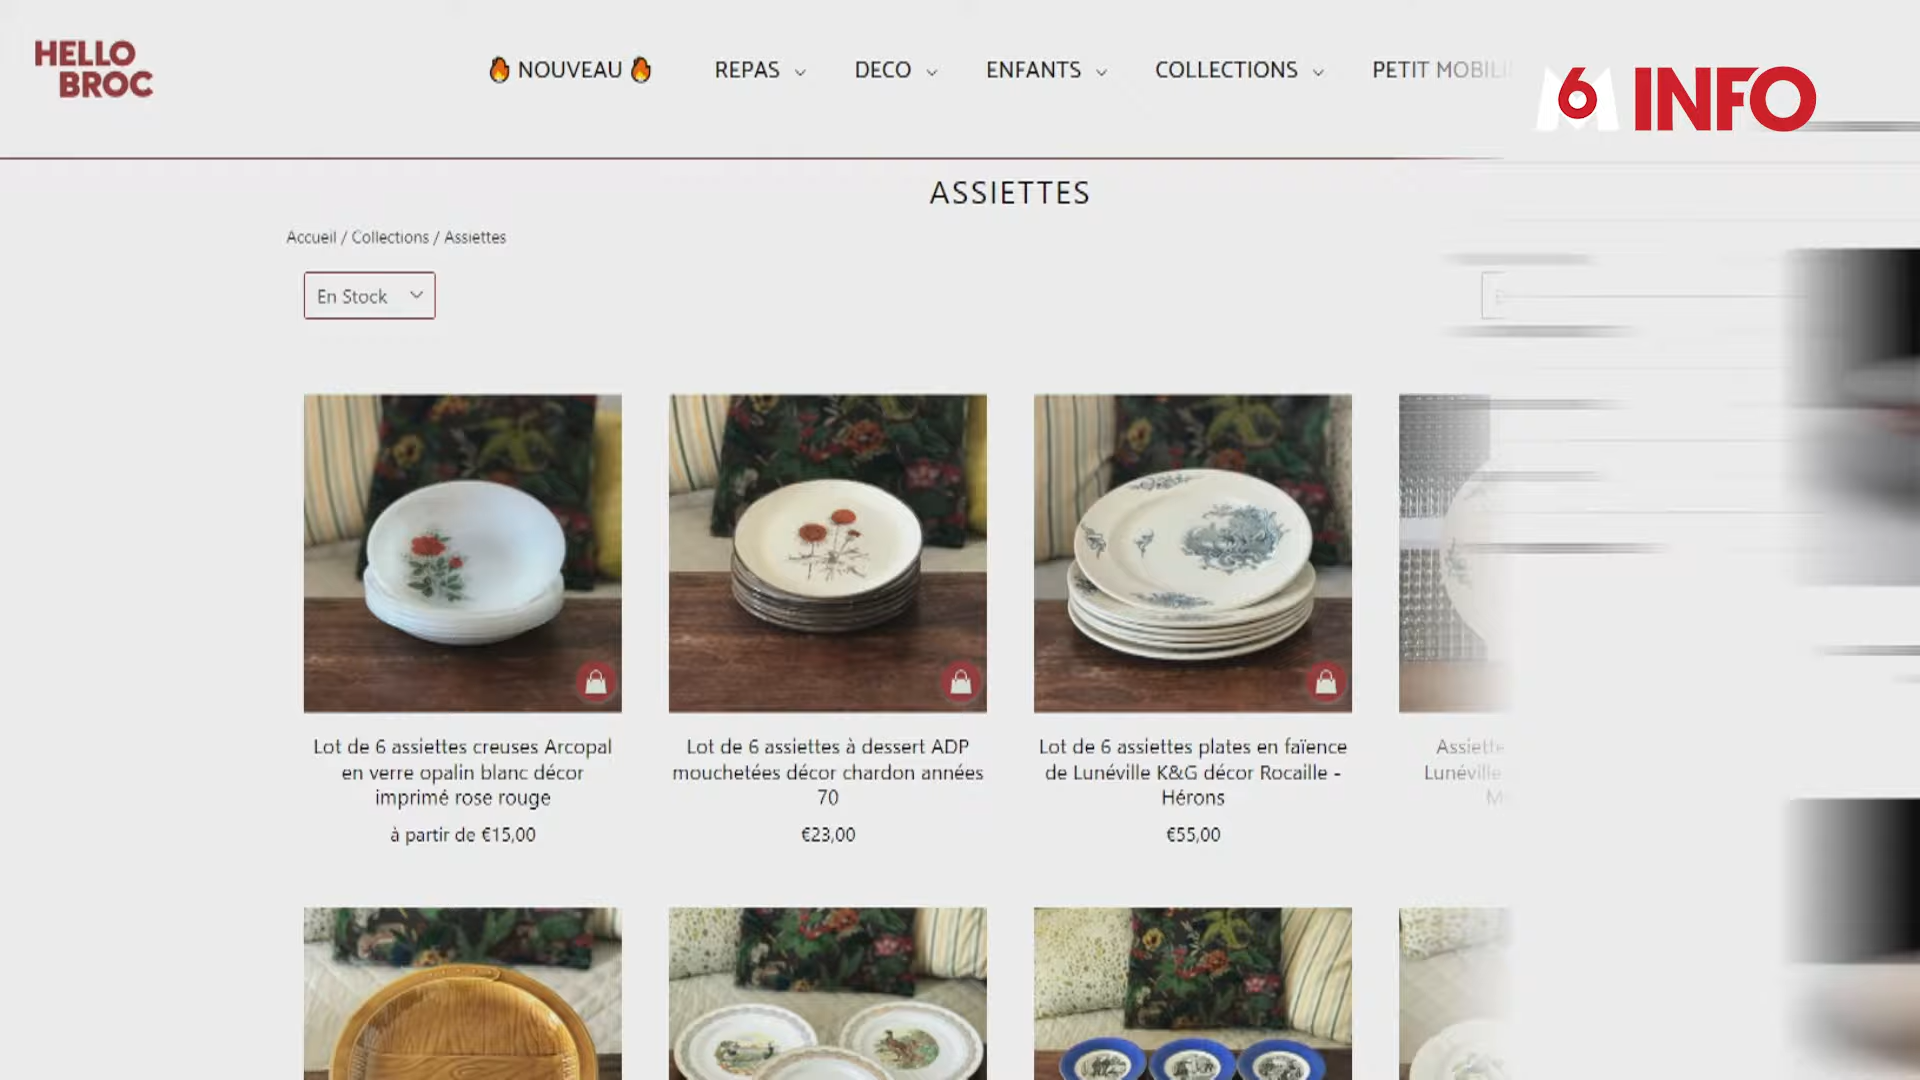 HELLO
BROC
🔥 NOUVEAU 🔥 REPAS DECO ENFANTS COLLECTIONS PETIT
M6 INFO
ASSIETTES
Accueil / Collections / Assiettes
En Stock
Lot de 6 assiettes creuses Arcopal
en verre opalin blanc décor
imprimé rose rouge
à partir de €15,00
Lot de 6 assiettes à dessert ADP
mouchetées décor chardon années
70
€23,00
Lot de 6 assiettes plates en faïence
de Lunéville K&G décor Rocaille -
Hérons
€55,00
Lunéville